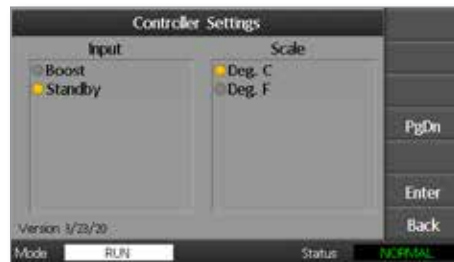 Controller Settings
Input
Boost
Standby
Scale
Deg. C
Deg. F
PgDn
Enter
Back
Version 3/23/20
Mode RUN Status NORMAL